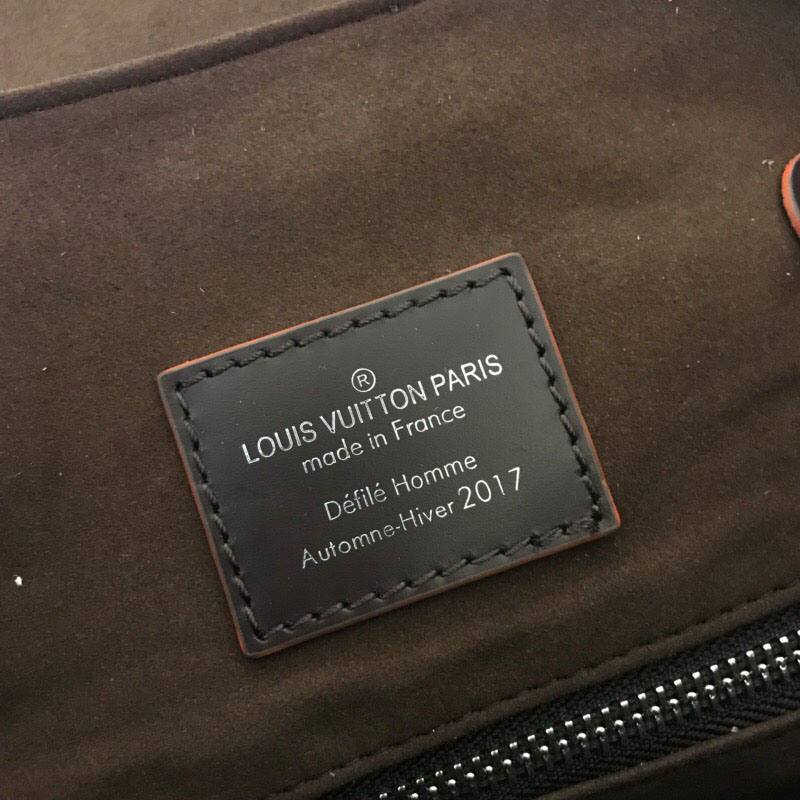 ®
LOUIS VUITTON PARIS
made in France
Défilé Homme
Automne-Hiver 2017